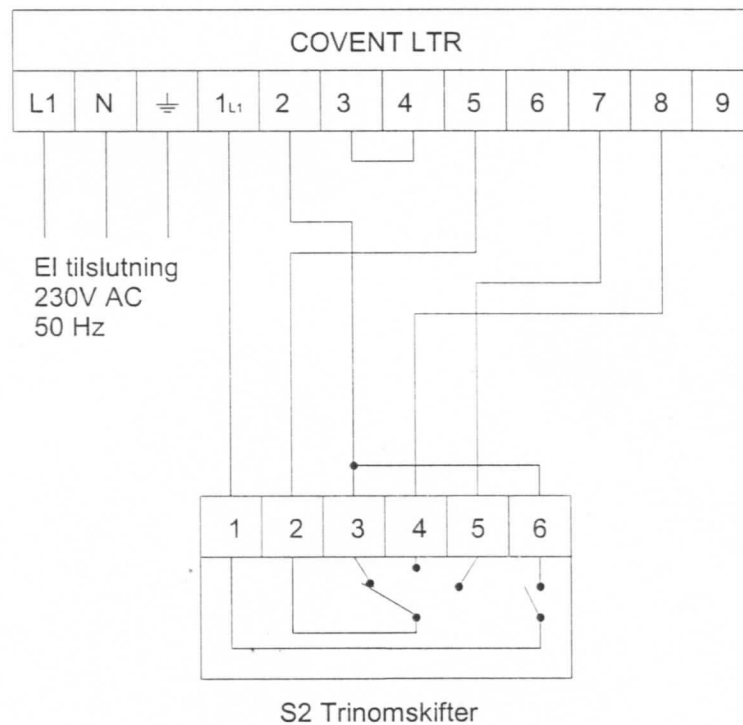 COVENT LTR
L1 N 1L1 2 3 4 5 6 7 8 9
El tilslutning
230V AC
50 Hz
1 2 3 4 5 6
S2 Trinomskifter